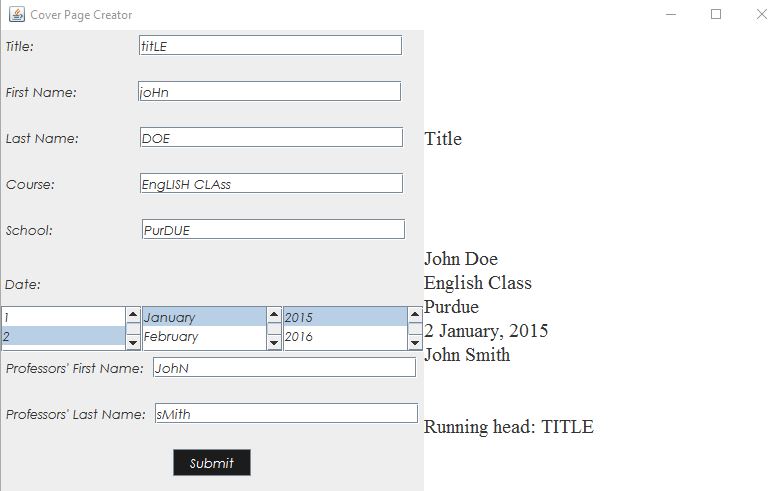 Cover Page Creator
Title: titLE
First Name: joHn
Last Name: DOE
Course: EngLISH CLAss
School: PurDUE
Date:
1 January 2015
2 February 2016
Professors' First Name: JohN
Professors' Last Name: sMith
Submit
Title
John Doe
English Class
Purdue
2 January, 2015
John Smith
Running head: TITLE